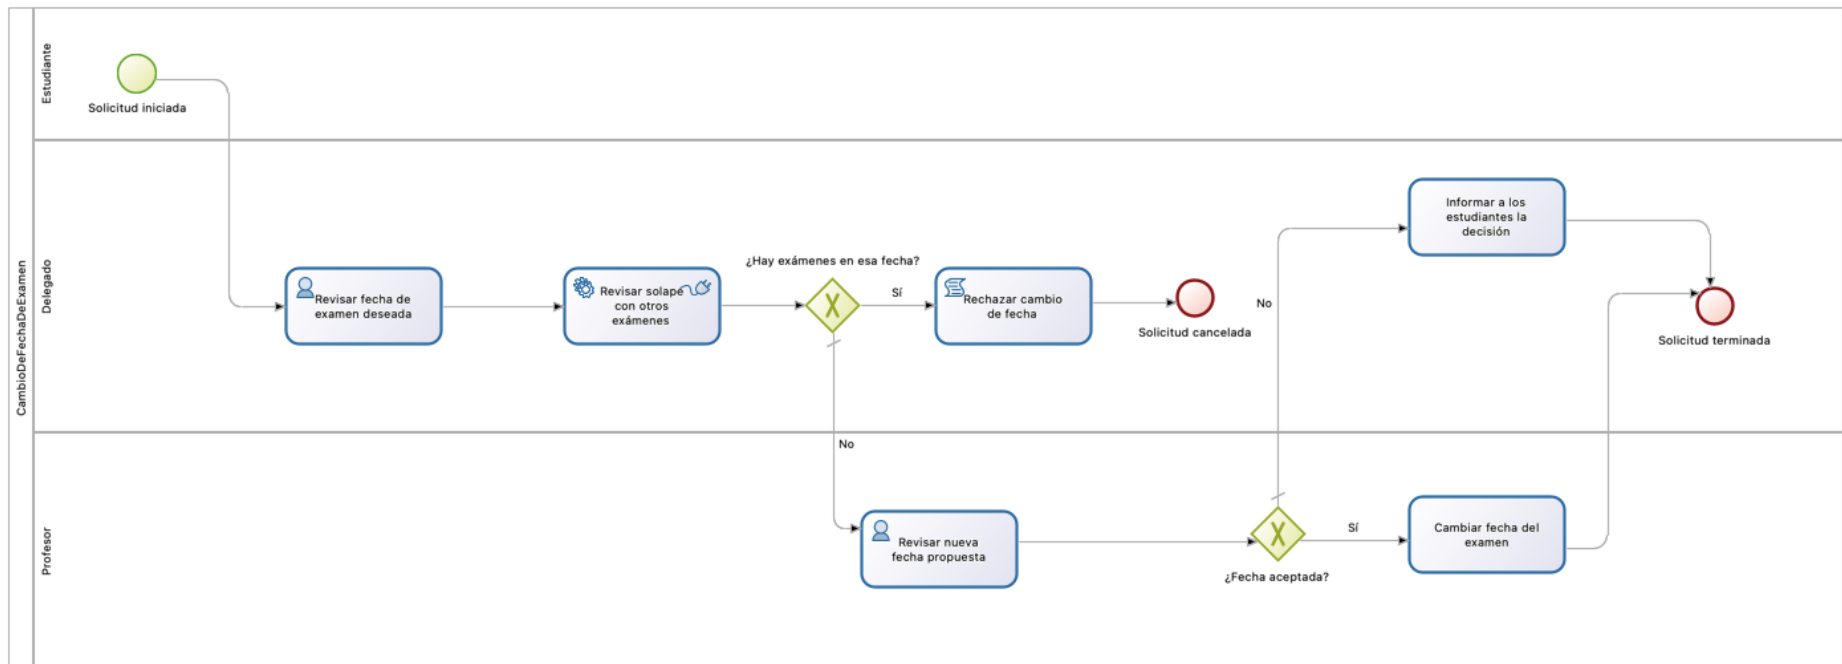 CambioDeFechaDeExamen
Estudiante
Solicitud iniciada
Delegado
Revisar fecha de
examen deseada
Revisar solape
con otros
exámenes
¿Hay exámenes en esa fecha?
Sí
No
Rechazar cambio
de fecha
Solicitud cancelada
No
Informar a los
estudiantes la
decisión
Solicitud terminada
Profesor
Revisar nueva
fecha propuesta
¿Fecha aceptada?
Sí
Cambiar fecha del
examen